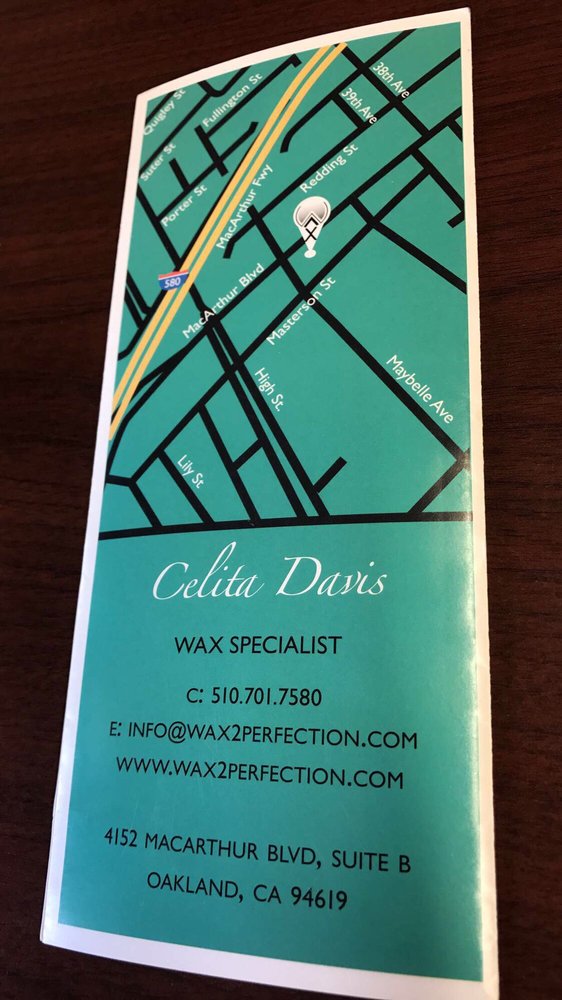 Quigley St
Fullington St
38th Ave
39th Ave
Suter St
Porter St
MacArthur Fwy
Redding St
580
MacArthur Blvd
Masterson St
High St.
Maybelle Ave
Lily St
Celita Davis
WAX SPECIALIST
C: 510.701.7580
E: INFO@WAX2PERFECTION.COM
WWW.WAX2PERFECTION.COM
4152 MACARTHUR BLVD, SUITE B
OAKLAND, CA 94619